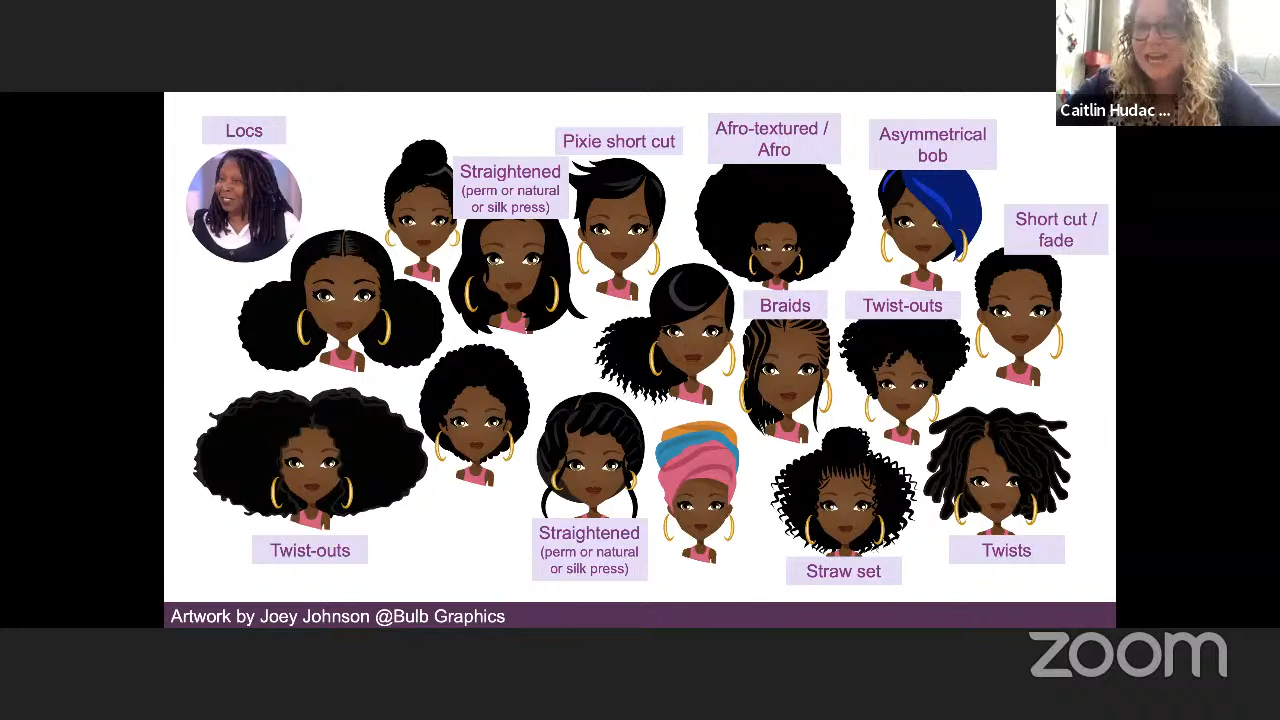 Caitlin Hudac ...
Locs
Straightened
(perm or natural
or silk press)
Pixie short cut
Afro-textured /
Afro
Asymmetrical
bob
Short cut /
fade
Braids
Twist-outs
Twist-outs
Straightened
(perm or natural
or silk press)
Straw set
Twists
Artwork by Joey Johnson @Bulb Graphics
zoom